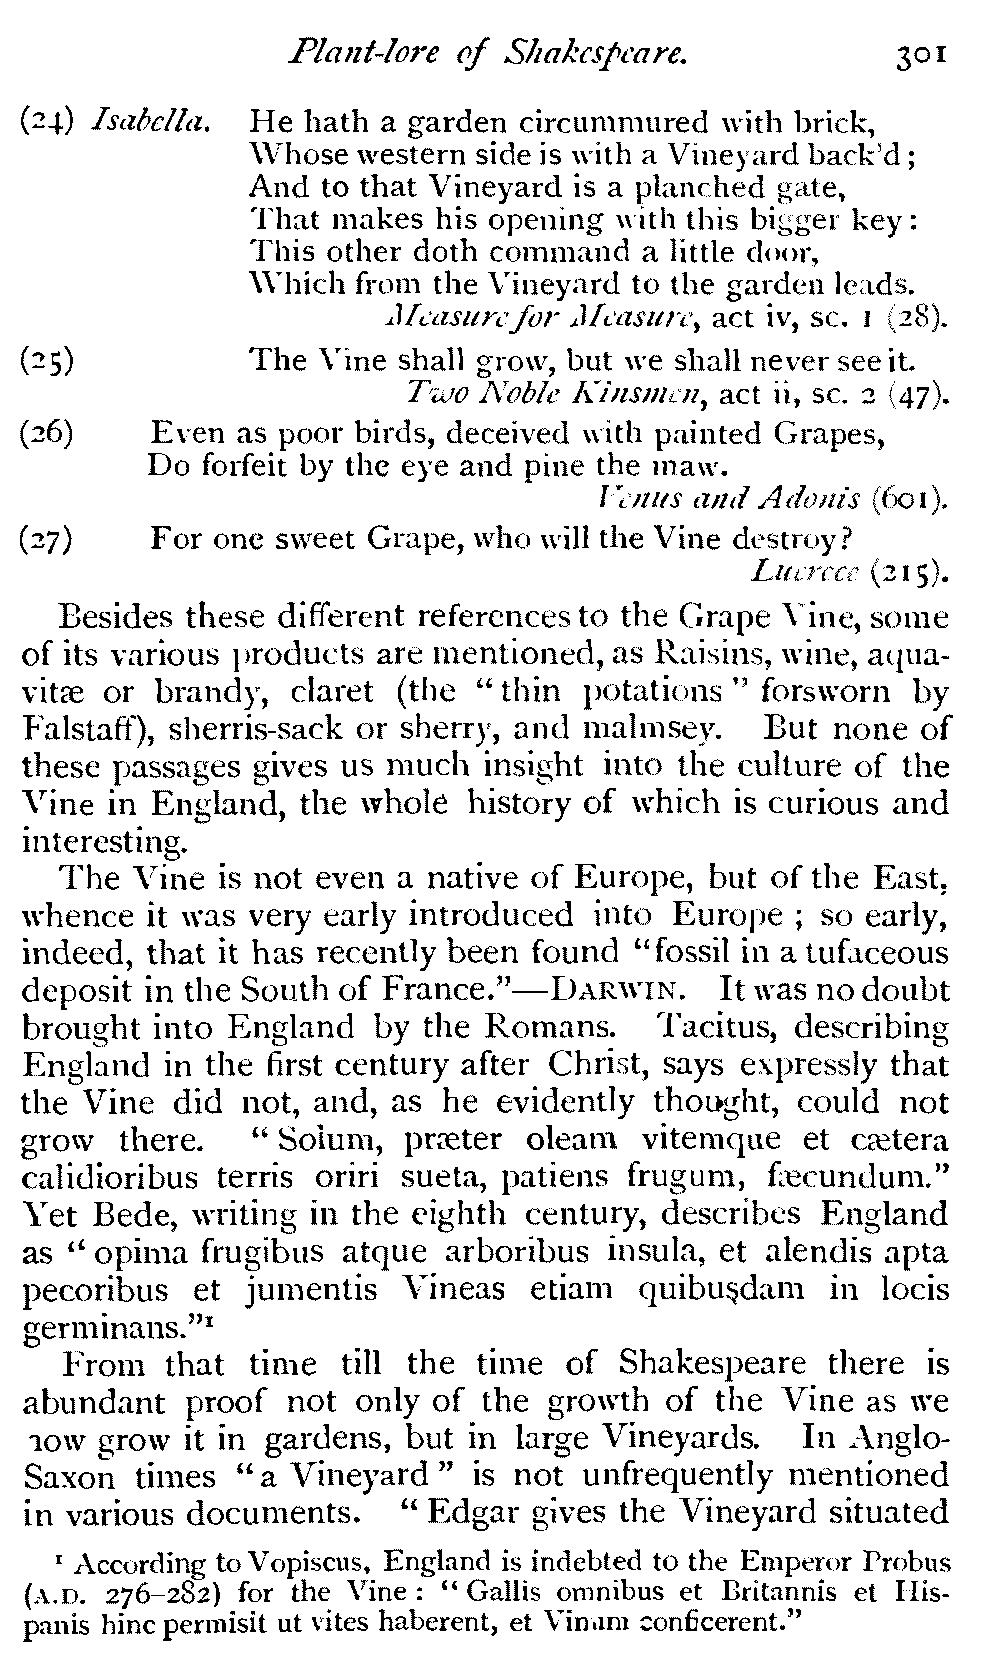 Plant-lore of Shakespeare. 301
(24) Isabella. He hath a garden circummured with brick,
Whose western side is with a Vineyard back'd;
And to that Vineyard is a planched gate,
That makes his opening with this bigger key:
This other doth command a little door,
Which from the Vineyard to the garden leads.
Measure for Measure, act iv, sc. 1 (28).
(25) The Vine shall grow, but we shall never see it.
Two Noble Kinsmen, act ii, sc. 2 (47).
(26) Even as poor birds, deceived with painted Grapes,
Do forfeit by the eye and pine the maw.
Venus and Adonis (601).
(27) For one sweet Grape, who will the Vine destroy?
Lucrece (215).
Besides these different references to the Grape Vine, some
of its various products are mentioned, as Raisins, wine, aqua-
vitæ or brandy, claret (the “thin potations” forsworn by
Falstaff), sherris-sack or sherry, and malmsey. But none of
these passages gives us much insight into the culture of the
Vine in England, the whole history of which is curious and
interesting.
The Vine is not even a native of Europe, but of the East,
whence it was very early introduced into Europe; so early,
indeed, that it has recently been found “fossil in a tufaceous
deposit in the South of France.”—DARWIN. It was no doubt
brought into England by the Romans. Tacitus, describing
England in the first century after Christ, says expressly that
the Vine did not, and, as he evidently thought, could not
grow there. “Solum, præter oleam vitemque et cætera
calidioribus terris oriri sueta, patiens frugum, fæcundum.”
Yet Bede, writing in the eighth century, describes England
as “opima frugibus atque arboribus insula, et alendis apta
pecoribus et jumentis Vineas etiam quibusdam in locis
germinans.”¹
From that time till the time of Shakespeare there is
abundant proof not only of the growth of the Vine as we
now grow it in gardens, but in large Vineyards. In Anglo-
Saxon times “a Vineyard” is not unfrequently mentioned
in various documents. “Edgar gives the Vineyard situated
¹ According to Vopiscus, England is indebted to the Emperor Probus
(A.D. 276–282) for the Vine: “Gallis omnibus et Britannis et His-
panis hinc permisit ut vites haberent, et Vinum conficerent.”